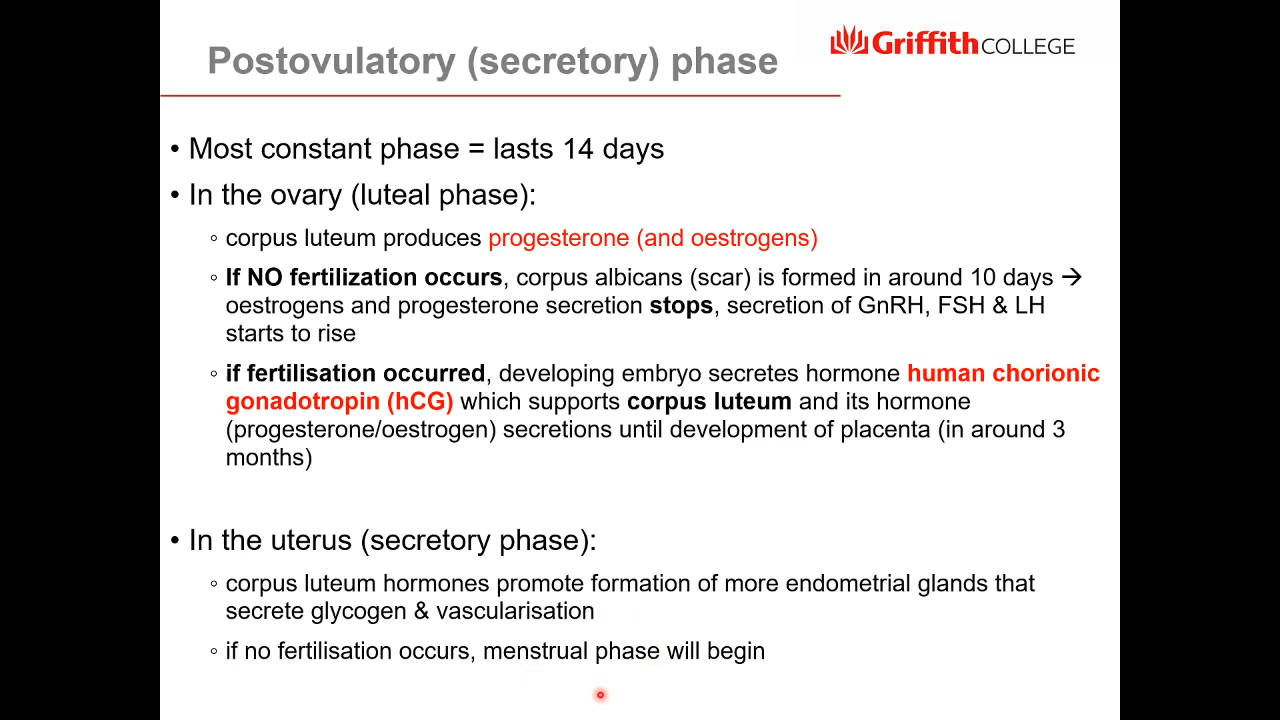 Postovulatory (secretory) phase
Griffith COLLEGE
• Most constant phase = lasts 14 days
• In the ovary (luteal phase):
◦ corpus luteum produces progesterone (and oestrogens)
◦ If NO fertilization occurs, corpus albicans (scar) is formed in around 10 days →
oestrogens and progesterone secretion stops, secretion of GnRH, FSH & LH
starts to rise
◦ if fertilisation occurred, developing embryo secretes hormone human chorionic
gonadotropin (hCG) which supports corpus luteum and its hormone
(progesterone/oestrogen) secretions until development of placenta (in around 3
months)
• In the uterus (secretory phase):
◦ corpus luteum hormones promote formation of more endometrial glands that
secrete glycogen & vascularisation
◦ if no fertilisation occurs, menstrual phase will begin